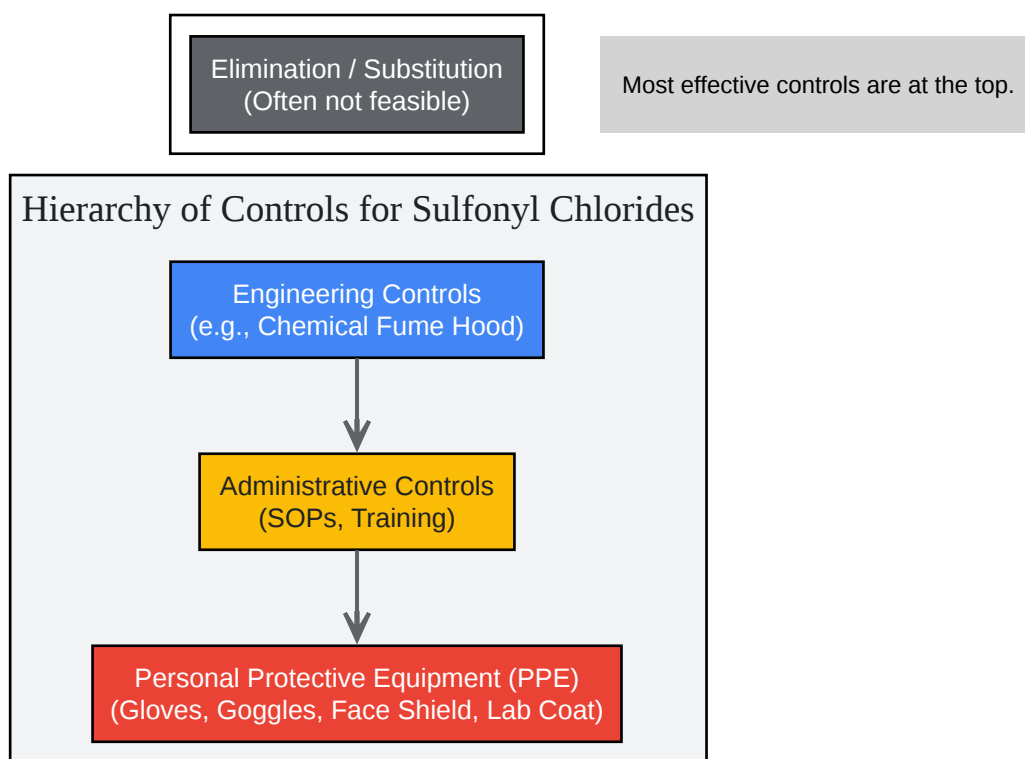 Elimination / Substitution
(Often not feasible)
Most effective controls are at the top.
Hierarchy of Controls for Sulfonyl Chlorides
Engineering Controls
(e.g., Chemical Fume Hood)
Administrative Controls
(SOPs, Training)
Personal Protective Equipment (PPE)
(Gloves, Goggles, Face Shield, Lab Coat)